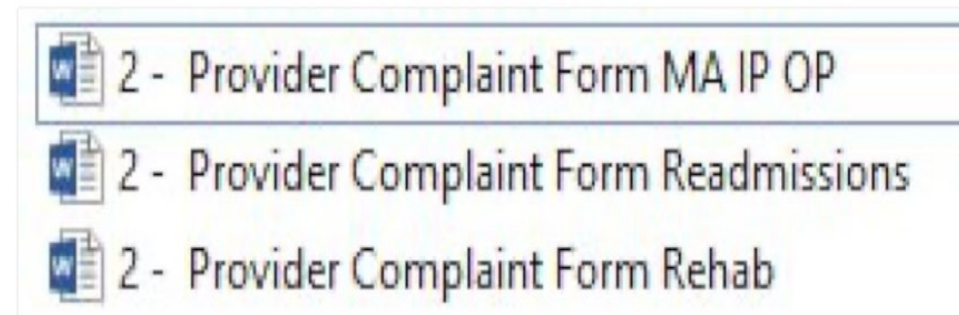 2 - Provider Complaint Form MA IP OP
2 - Provider Complaint Form Readmissions
2 - Provider Complaint Form Rehab